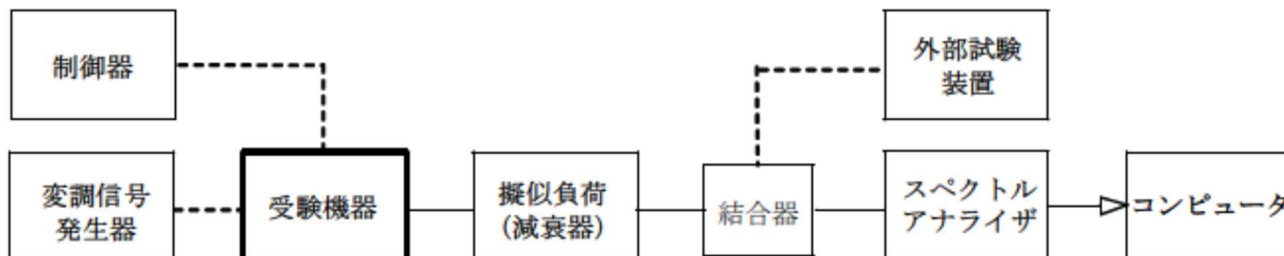 制御器
外部試験
装置
変調信号
発生器
受験機器
擬似負荷
(減衰器)
結合器
スペクトル
アナライザ
コンピュータ